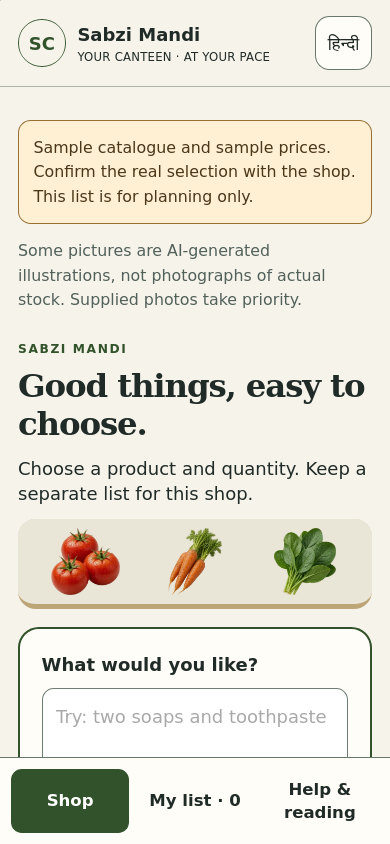 SC
Sabzi Mandi
YOUR CANTEEN · AT YOUR PACE
हिन्दी
Sample catalogue and sample prices.
Confirm the real selection with the shop.
This list is for planning only.
Some pictures are AI-generated
illustrations, not photographs of actual
stock. Supplied photos take priority.
SABZI MANDI
Good things, easy to
choose.
Choose a product and quantity. Keep a
separate list for this shop.
What would you like?
Try: two soaps and toothpaste
Shop
My list · 0
Help &
reading